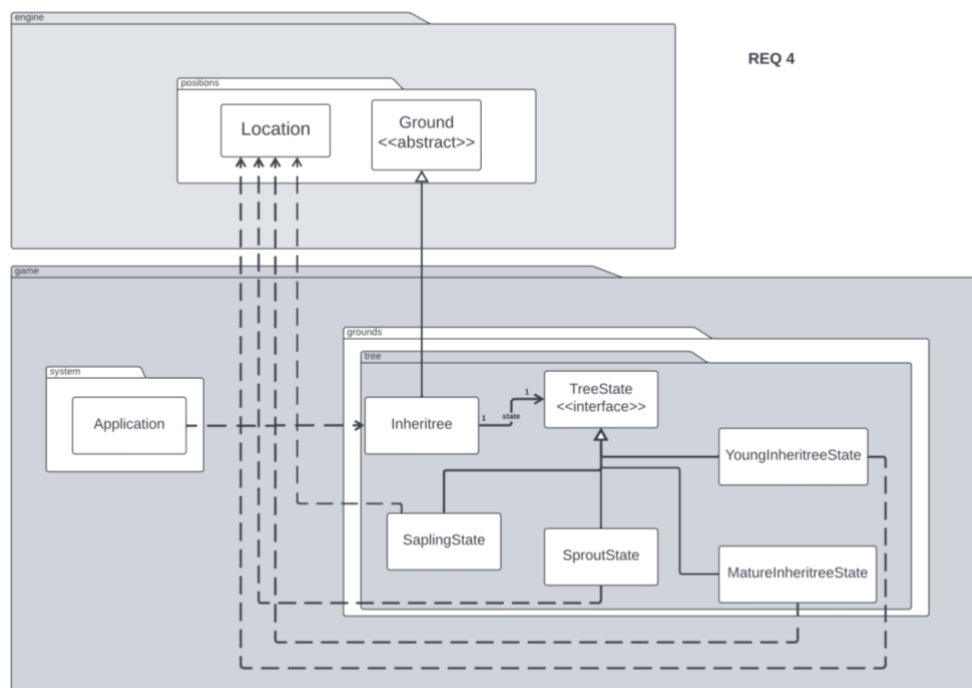 engine
REQ 4
positions
Location
Ground
<<abstract>>
game
grounds
tree
system
TreeState
<<interface>>
Application
Inheritree
1
state
1
YoungInheritreeState
SaplingState
SproutState
MatureInheritreeState